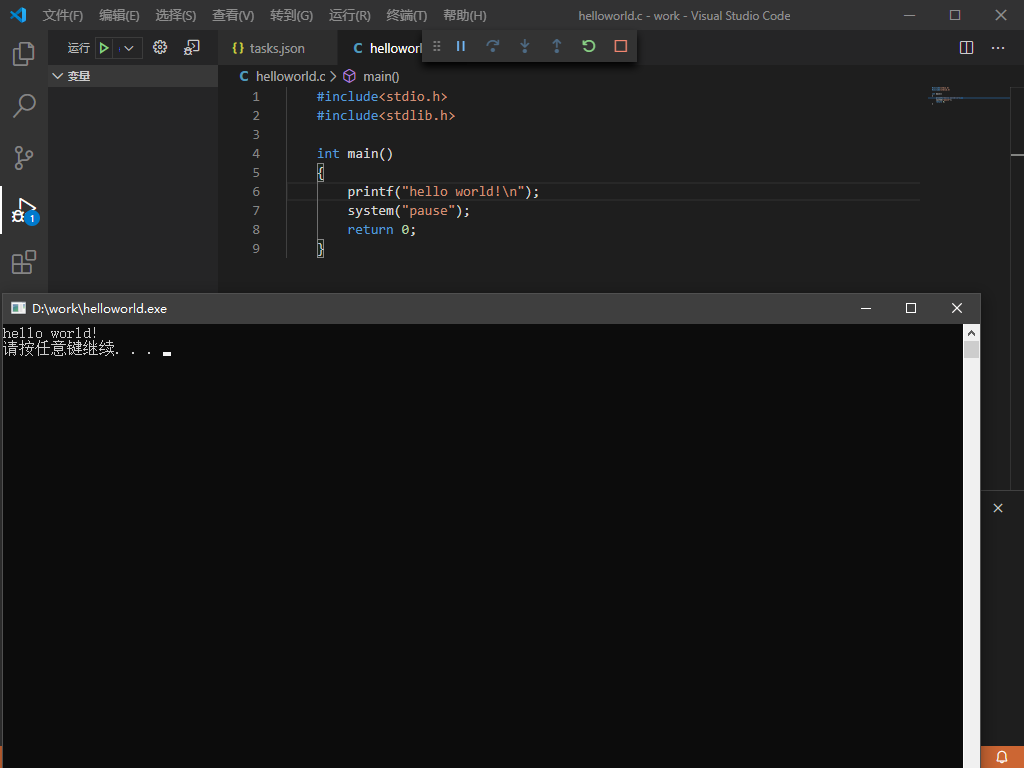 文件(F) 编辑(E) 选择(S) 查看(V) 转到(G) 运行(R) 终端(T) 帮助(H) helloworld.c - work - Visual Studio Code
运行
{} tasks.json
C hellowor
变量
C helloworld.c > main()
1 #include<stdio.h>
2 #include<stdlib.h>
3
4 int main()
5 {
6 printf("hello world!\n");
7 system("pause");
8 return 0;
9 }
1
D:\work\helloworld.exe
hello world!
请按任意键继续. . .